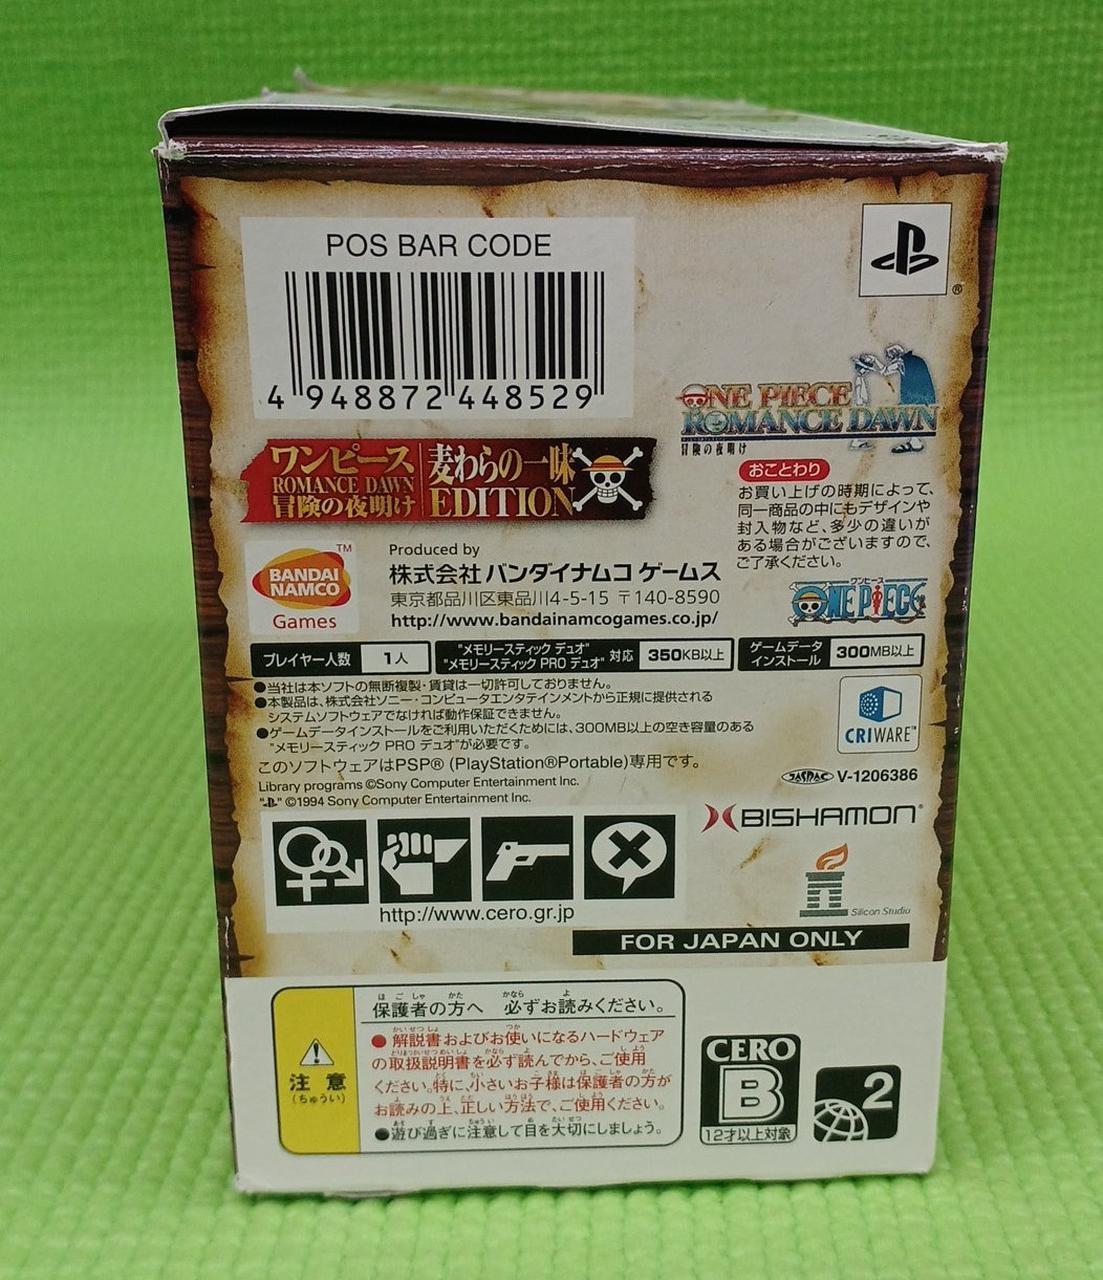 POS BAR CODE
4 948872 448529
ONE PIECE
ROMANCE DAWN
冒険の夜明け
ワンピース
ROMANCE DAWN
冒険の夜明け
麦わらの一味
EDITION
おことわり
お買い上げの時期によって、
同一商品の中にもデザインや
封入物など、多少の違いが
ある場合がございますので、
ご了承ください。
BANDAI
NAMCO
Games
TM
Produced by
株式会社 バンダイナムコ ゲームス
東京都品川区東品川4-5-15 〒140-8590
http://www.bandainamcogames.co.jp/
ワンピース
ONE PIECE
プレイヤー人数 1人
"メモリースティック デュオ"
"メモリースティック PRO デュオ" 対応 350KB以上
ゲームデータ
インストール 300MB以上
●当社は本ソフトの無断複製・賃貸は一切許可しておりません。
●本製品は、株式会社ソニー・コンピュータエンタテインメントから正規に提供される
システムソフトウェアでなければ動作保証できません。
●ゲームデータインストールをご利用いただくためには、300MB以上の空き容量のある
"メモリースティック PRO デュオ"が必要です。
このソフトウェアはPSP® (PlayStation®Portable)専用です。
Library programs ©Sony Computer Entertainment Inc.
" " ©1994 Sony Computer Entertainment Inc.
CRIWARE™
JASRAC V-1206386
BISHAMON®
Silicon Studio
http://www.cero.gr.jp
FOR JAPAN ONLY
注意
(ちゅうい)
保護者の方へ 必ずお読みください。
●解説書およびお使いになるハードウェア
の取扱説明書を必ず読んでから、ご使用
ください。特に、小さいお子様は保護者の方が
お読みの上、正しい方法で、ご使用ください。
●遊び過ぎに注意して目を大切にしましょう。
CERO
B
12才以上対象
2